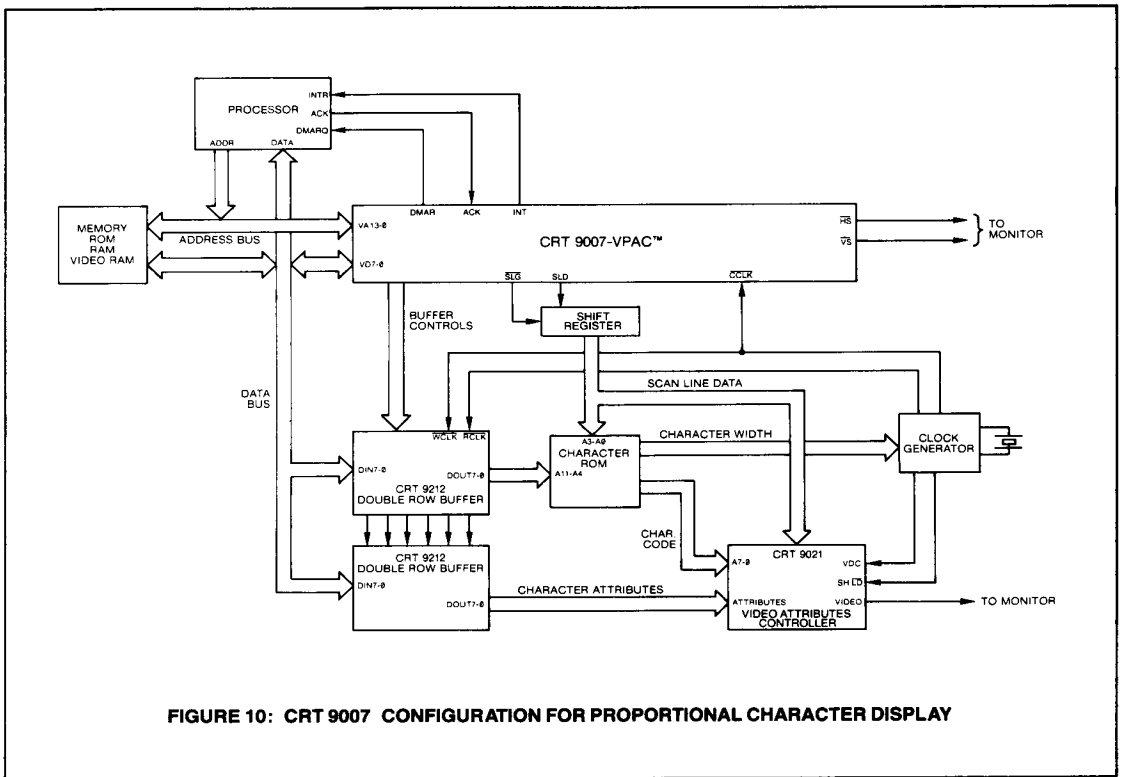 PROCESSOR
INTR
ACK
DMARQ
ADDR DATA
MEMORY
ROM
RAM
VIDEO RAM
ADDRESS BUS
VA13-0
VD7-0
DMAR ACK INT
CRT 9007-VPAC™
HS
VS
TO
MONITOR
SLG SLD CCLK
BUFFER
CONTROLS
SHIFT
REGISTER
DATA
BUS
SCAN LINE DATA
WCLK RCLK
DIN7-0
DOUT7-0
CRT 9212
DOUBLE ROW BUFFER
A3-A0
CHARACTER
ROM
A11-A4
CHARACTER WIDTH
CLOCK
GENERATOR
CHAR.
CODE
CRT 9212
DOUBLE ROW BUFFER
DIN7-0
DOUT7-0
CHARACTER ATTRIBUTES
CRT 9021
A7-0
VDC
SH LD
ATTRIBUTES
VIDEO
VIDEO ATTRIBUTES
CONTROLLER
TO MONITOR
FIGURE 10: CRT 9007 CONFIGURATION FOR PROPORTIONAL CHARACTER DISPLAY